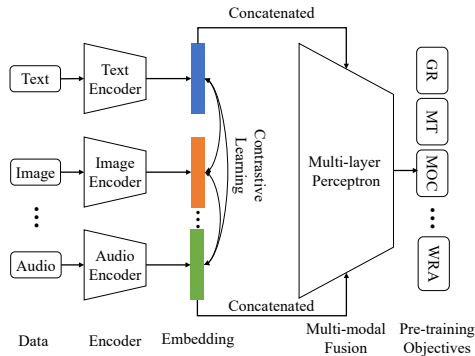 Concatenated
Text
Text
Encoder
GR
MT
Image
Image
Encoder
Contrastive
Learning
Multi-layer
Perceptron
MOC
Audio
Audio
Encoder
WRA
Concatenated
Data
Encoder
Embedding
Multi-modal
Fusion
Pre-training
Objectives